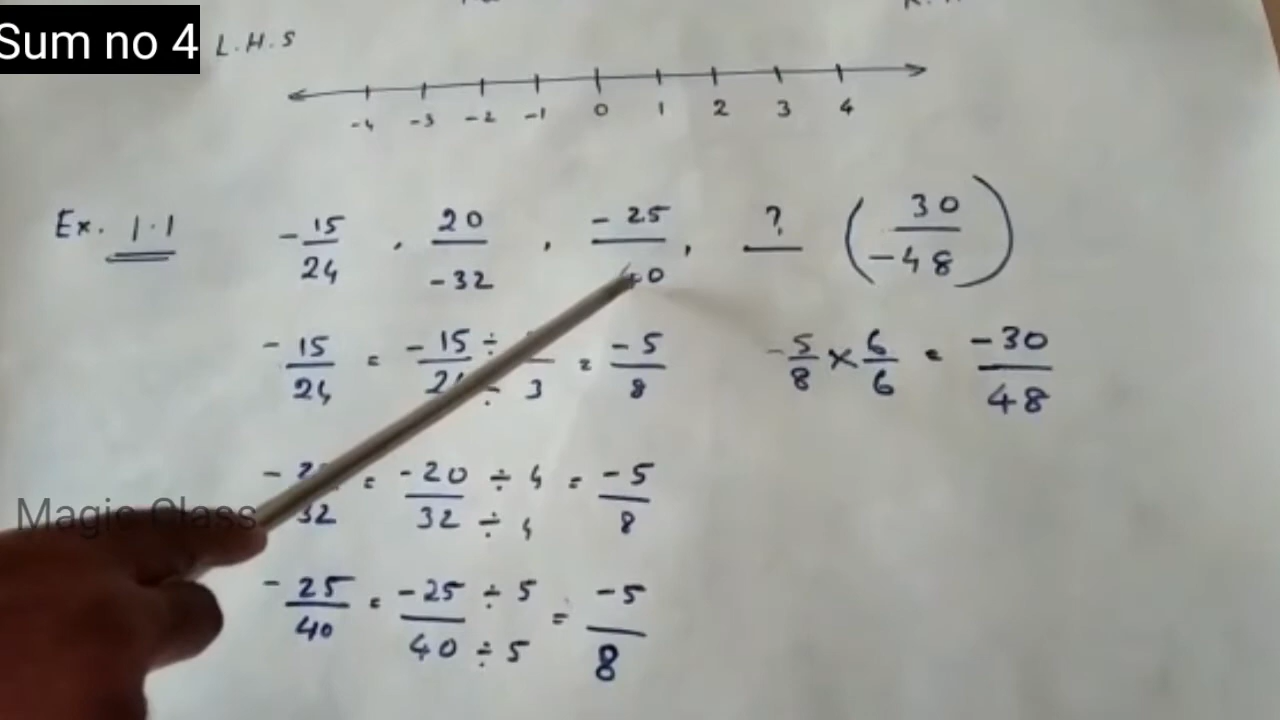 Sum no 4
L.H.S
-4 -3 -2 -1 0 1 2 3 4
Ex. 1.1 -15/24 , 20/-32 , -25/40 , ?/ (30/-48)
-15/24 = -15 ÷/24 ÷ 3 = -5/8 -5/8 × 6/6 = -30/48
32 = -20 ÷ 4/32 ÷ 4 = -5/8
Magic Class
-25/40 = -25 ÷ 5/40 ÷ 5 = -5/8